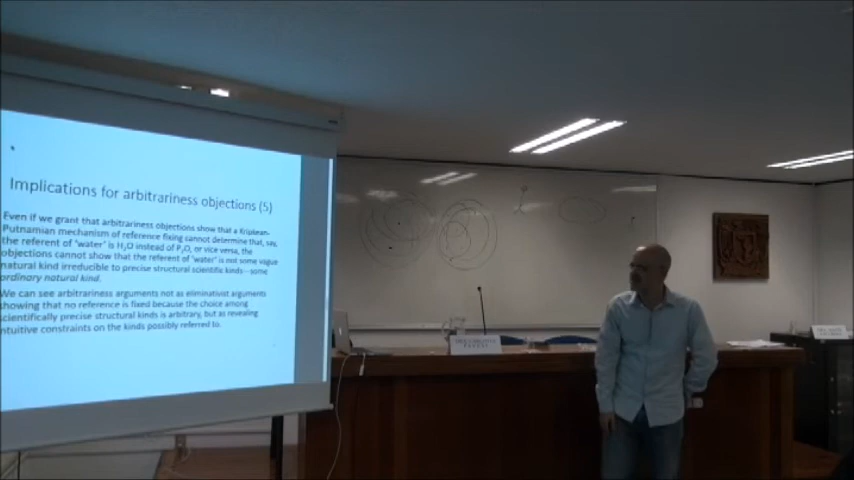 Implications for arbitrariness objections (5)
Even if we grant that arbitrariness objections show that a Kripkean-
Putnamian mechanism of reference fixing cannot determine that, say,
the referent of 'water' is H2O instead of P2O, or vice versa, the
objections cannot show that the referent of 'water' is not some vague
natural kind irreducible to precise structural scientific kinds--some
ordinary natural kind.
We can see arbitrariness arguments not as eliminativist arguments
showing that no reference is fixed because the choice among
scientifically precise structural kinds is arbitrary, but as revealing
intuitive constraints on the kinds possibly referred to.